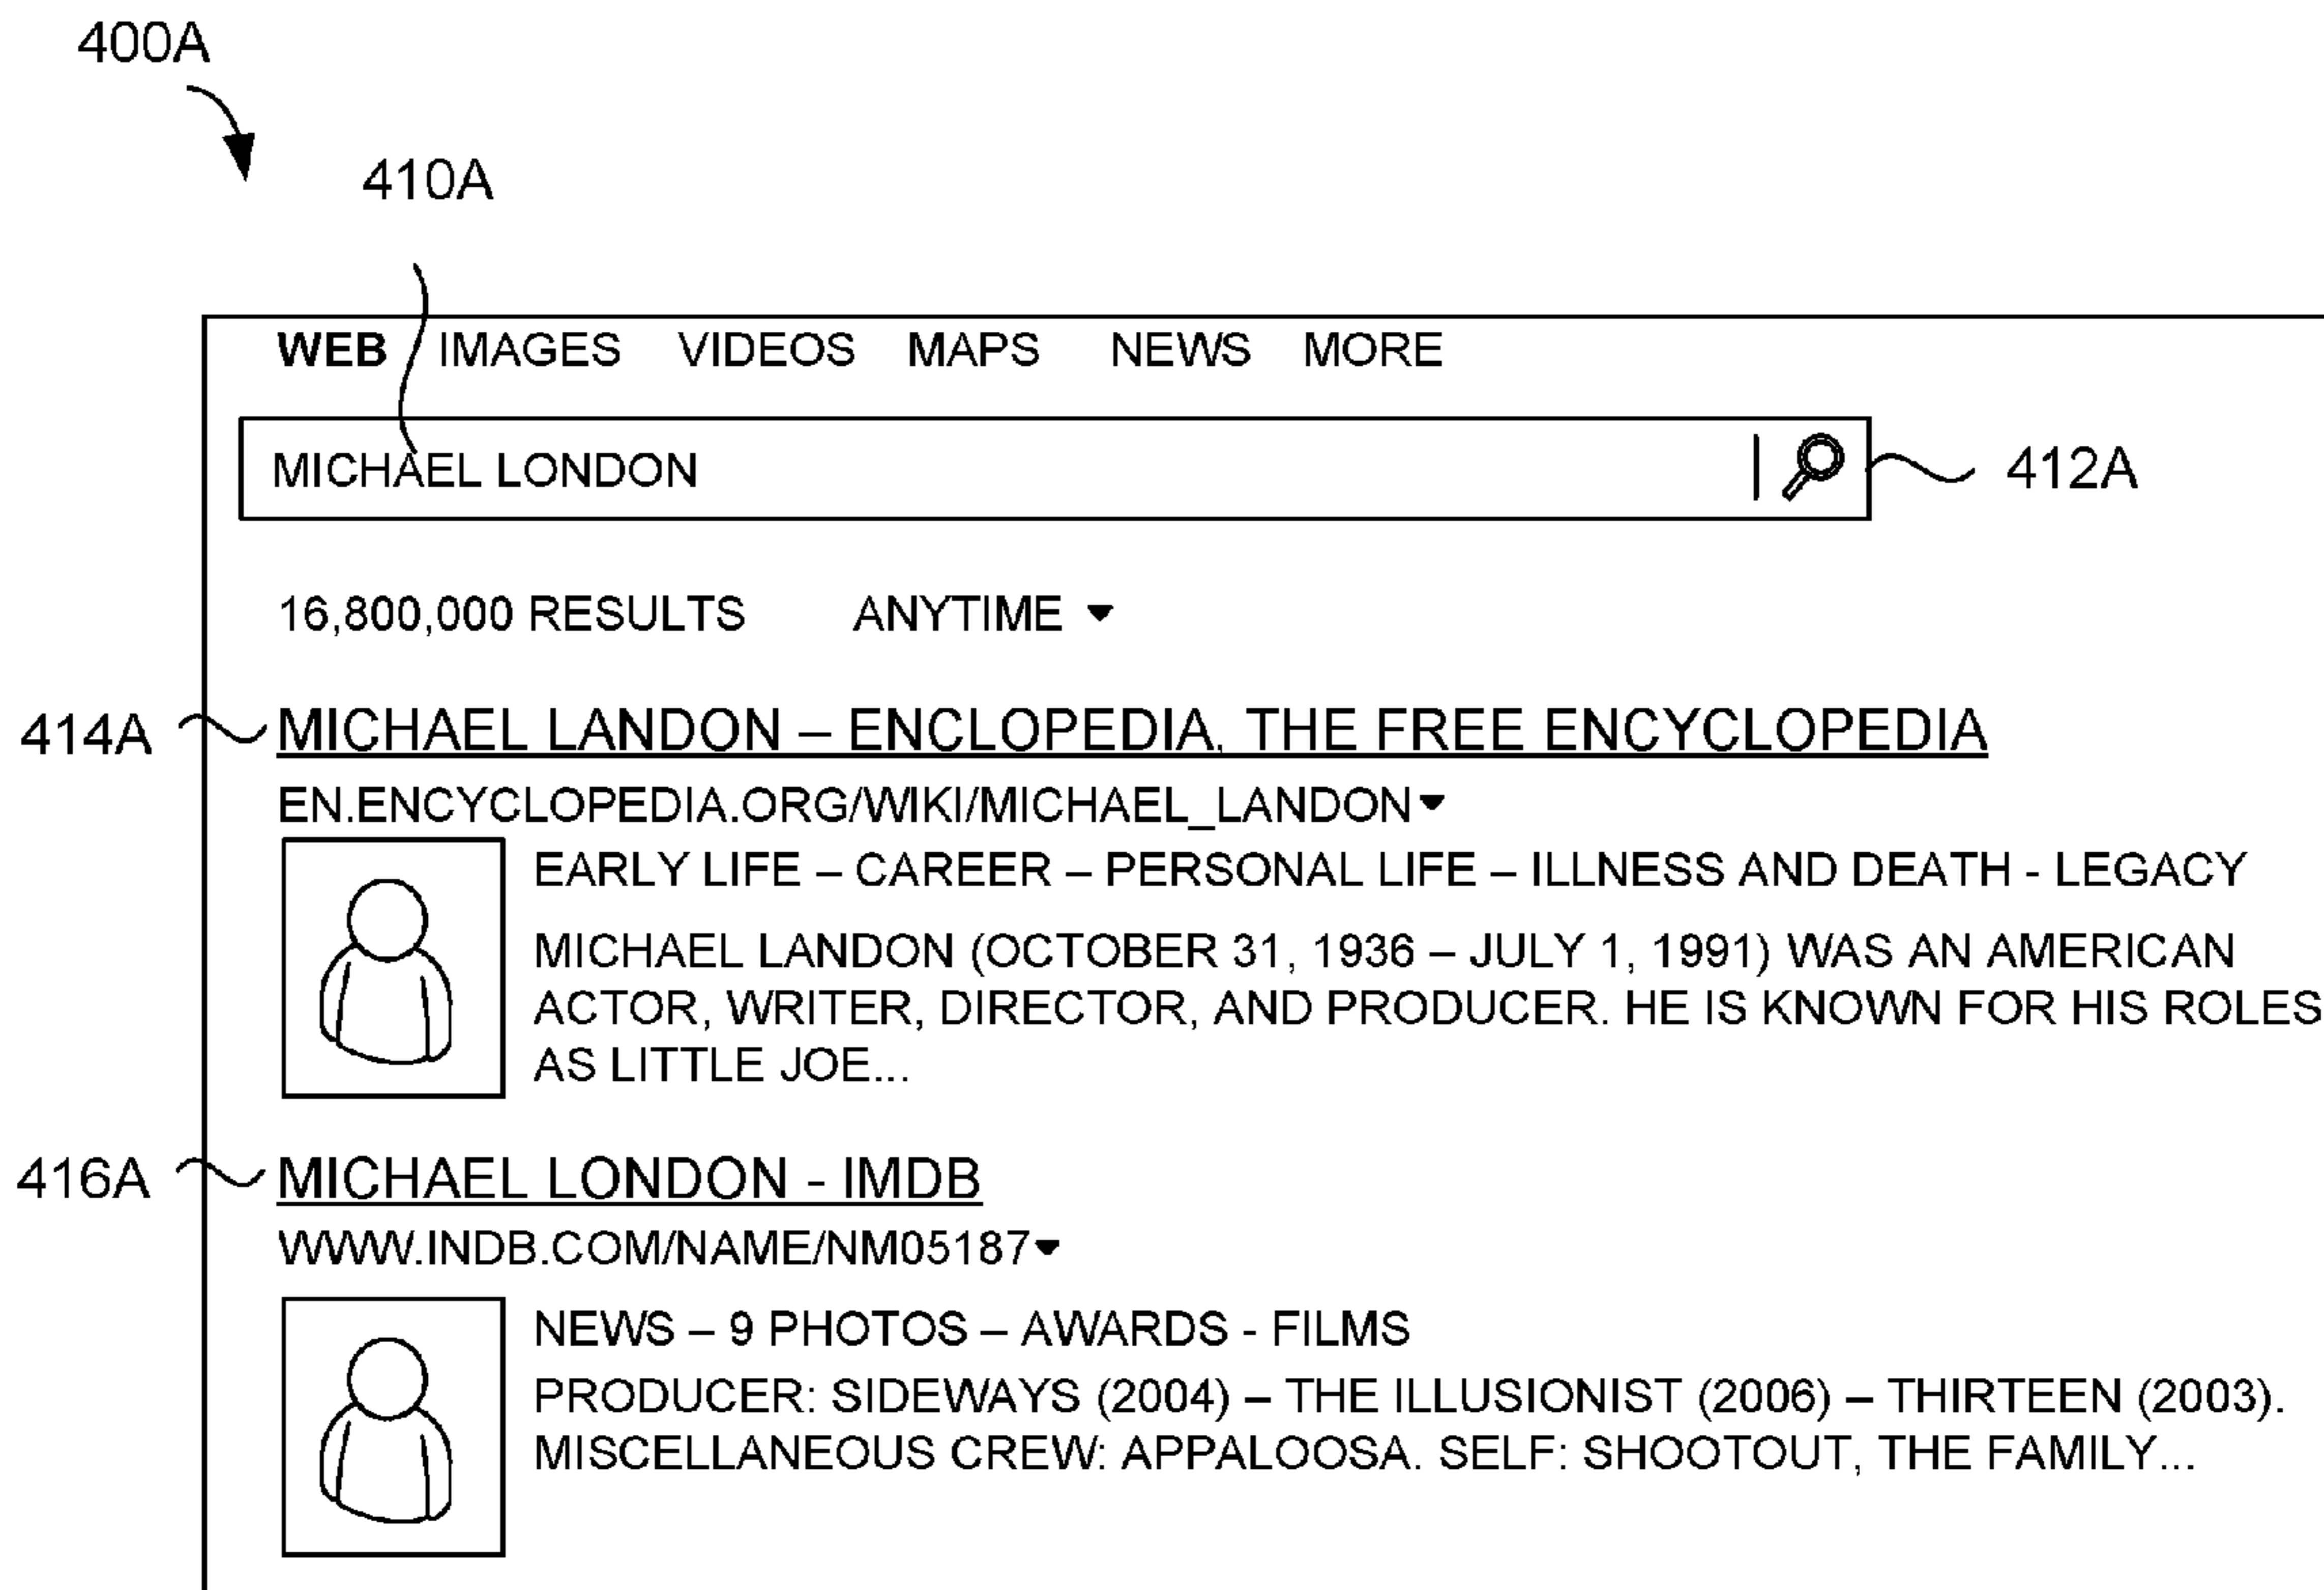 400A
410A
WEB IMAGES VIDEOS MAPS NEWS MORE
MICHAEL LONDON
412A
16,800,000 RESULTS ANYTIME
414A
MICHAEL LANDON – ENCLOPEDIA, THE FREE ENCYCLOPEDIA
EN.ENCYCLOPEDIA.ORG/WIKI/MICHAEL_LANDON
EARLY LIFE – CAREER – PERSONAL LIFE – ILLNESS AND DEATH - LEGACY
MICHAEL LANDON (OCTOBER 31, 1936 – JULY 1, 1991) WAS AN AMERICAN
ACTOR, WRITER, DIRECTOR, AND PRODUCER. HE IS KNOWN FOR HIS ROLES
AS LITTLE JOE...
416A
MICHAEL LONDON - IMDB
WWW.INDB.COM/NAME/NM05187
NEWS – 9 PHOTOS – AWARDS - FILMS
PRODUCER: SIDEWAYS (2004) – THE ILLUSIONIST (2006) – THIRTEEN (2003).
MISCELLANEOUS CREW: APPALOOSA. SELF: SHOOTOUT, THE FAMILY...